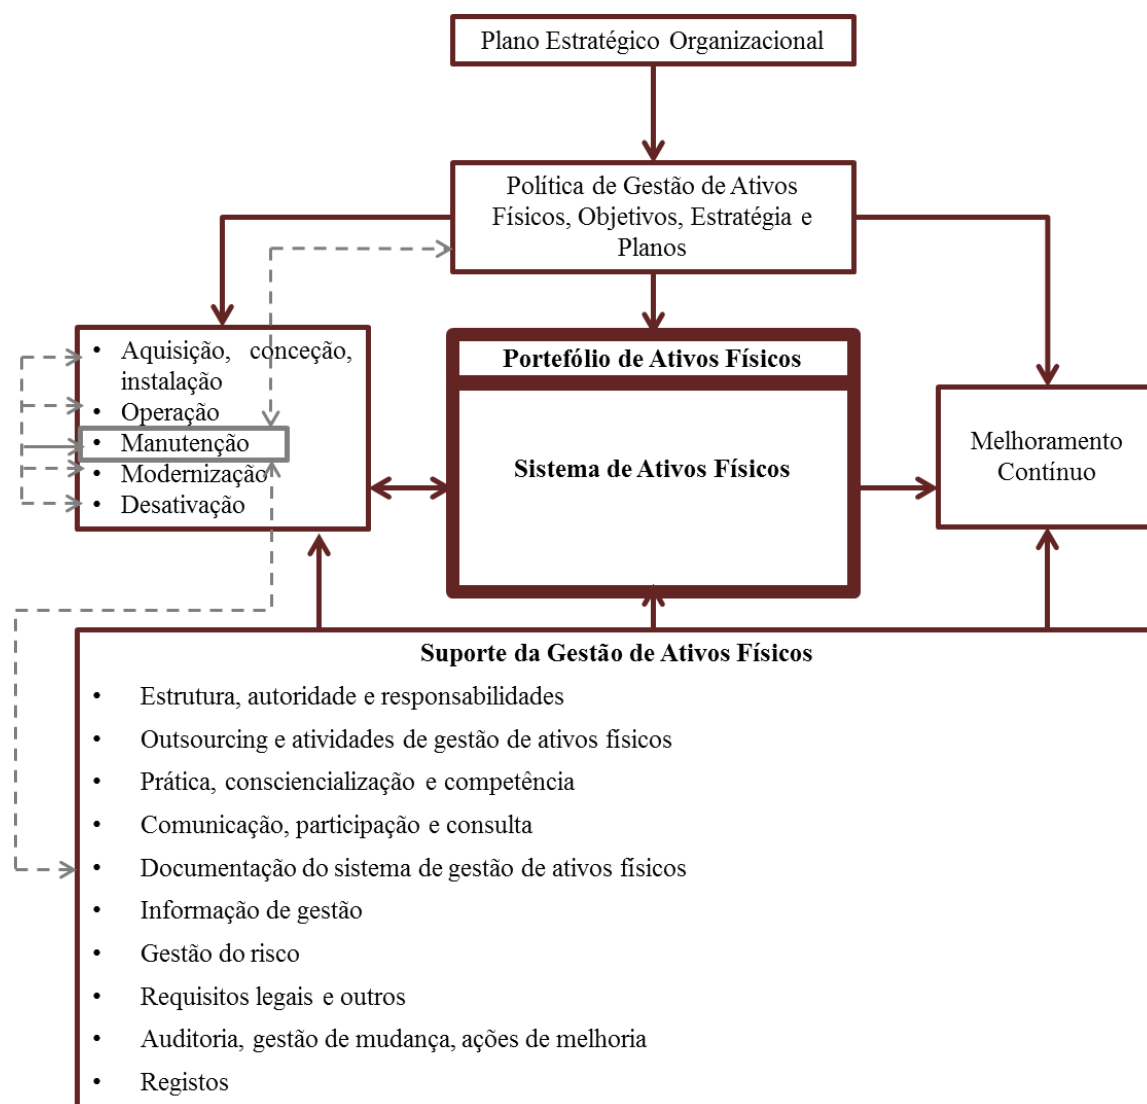 Plano Estratégico Organizacional
Política de Gestão de Ativos
Físicos, Objetivos, Estratégia e
Planos
• Aquisição, conceção,
instalação
• Operação
• Manutenção
• Modernização
• Desativação
Portefólio de Ativos Físicos
Sistema de Ativos Físicos
Melhoramento
Contínuo
Suporte da Gestão de Ativos Físicos
• Estrutura, autoridade e responsabilidades
• Outsourcing e atividades de gestão de ativos físicos
• Prática, consciencialização e competência
• Comunicação, participação e consulta
• Documentação do sistema de gestão de ativos físicos
• Informação de gestão
• Gestão do risco
• Requisitos legais e outros
• Auditoria, gestão de mudança, ações de melhoria
• Registos